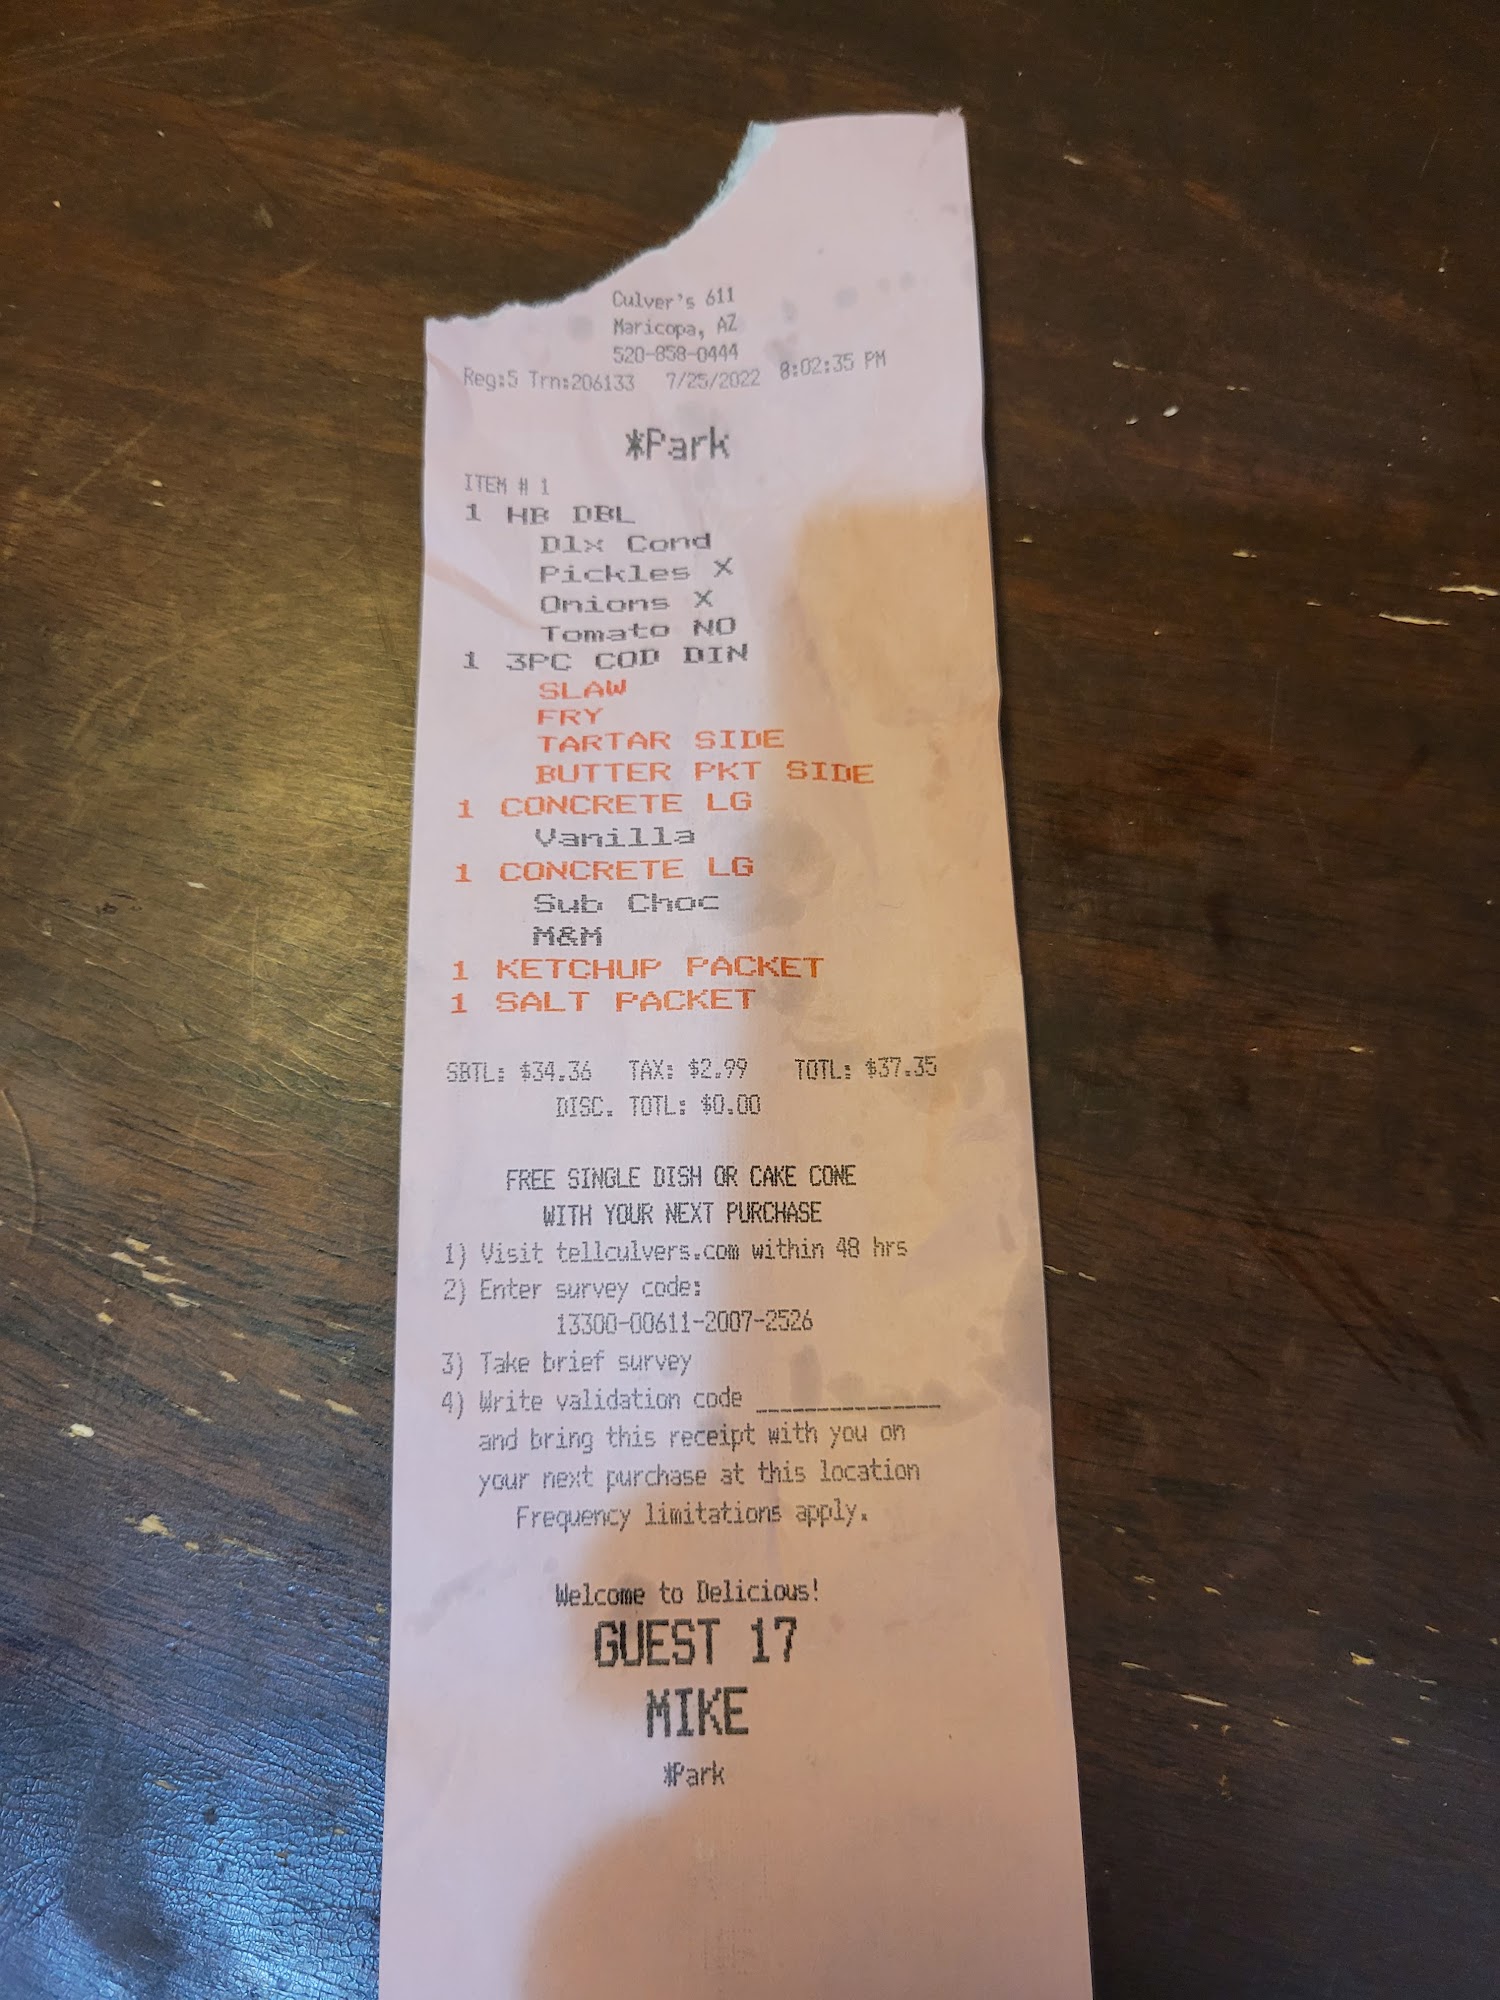 Culver's 611
Maricopa, AZ
520-858-0444
Reg:5 Trn:206133 7/25/2022 8:02:35 PM
*Park
ITEM # 1
1 HB DBL
Dlx Cond
Pickles X
Onions X
Tomato NO
1 3PC COD DIN
SLAW
FRY
TARTAR SIDE
BUTTER PKT SIDE
1 CONCRETE LG
Vanilla
1 CONCRETE LG
Sub Choc
M&M
1 KETCHUP PACKET
1 SALT PACKET
SBTL: $34.36 TAX: $2.99 TOTL: $37.35
DISC. TOTL: $0.00
FREE SINGLE DISH OR CAKE CONE
WITH YOUR NEXT PURCHASE
1) Visit tellculvers.com within 48 hrs
2) Enter survey code:
13300-00611-2007-2526
3) Take brief survey
4) Write validation code _______________
and bring this receipt with you on
your next purchase at this location
Frequency limitations apply.
Welcome to Delicious!
GUEST 17
MIKE
*Park